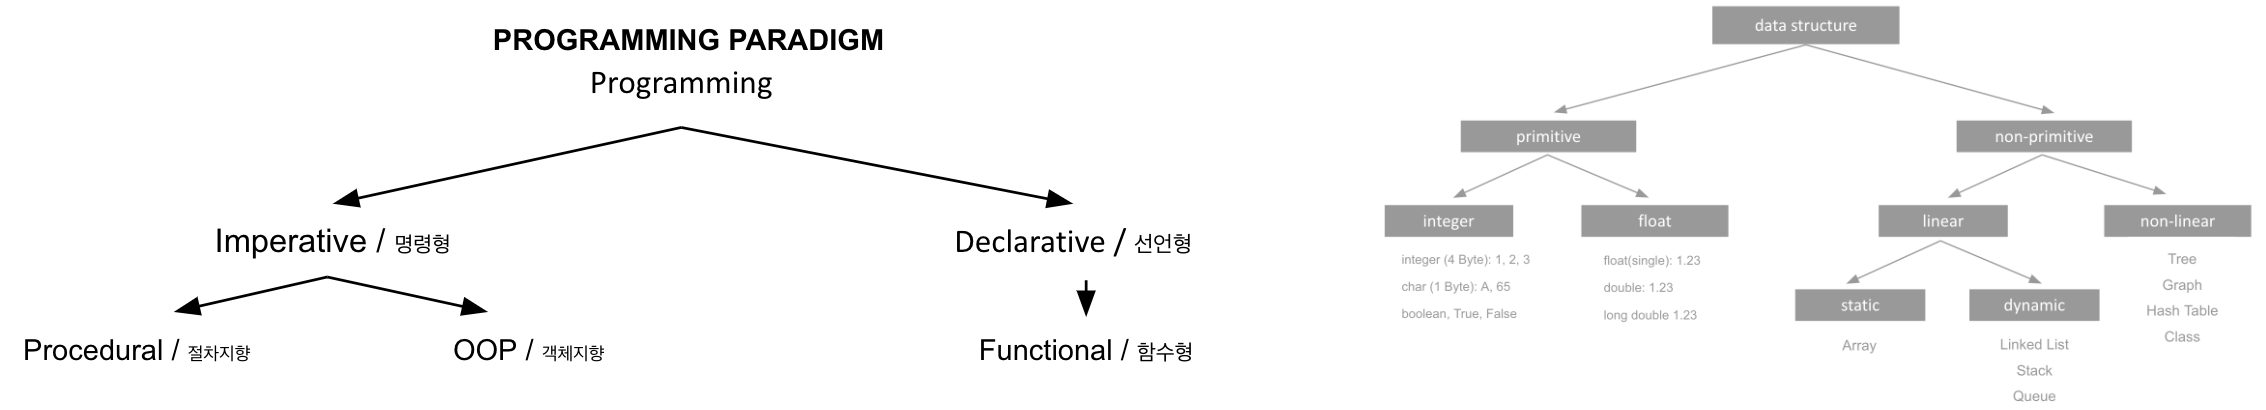 PROGRAMMING PARADIGM
Programming
Imperative / 명령형
Declarative / 선언형
Procedural / 절차지향
OOP / 객체지향
Functional / 함수형
data structure
primitive
non-primitive
integer
float
linear
non-linear
integer (4 Byte): 1, 2, 3
char (1 Byte): A, 65
boolean, True, False
float(single): 1.23
double: 1.23
long double 1.23
static
dynamic
Array
Linked List
Stack
Queue
Tree
Graph
Hash Table
Class